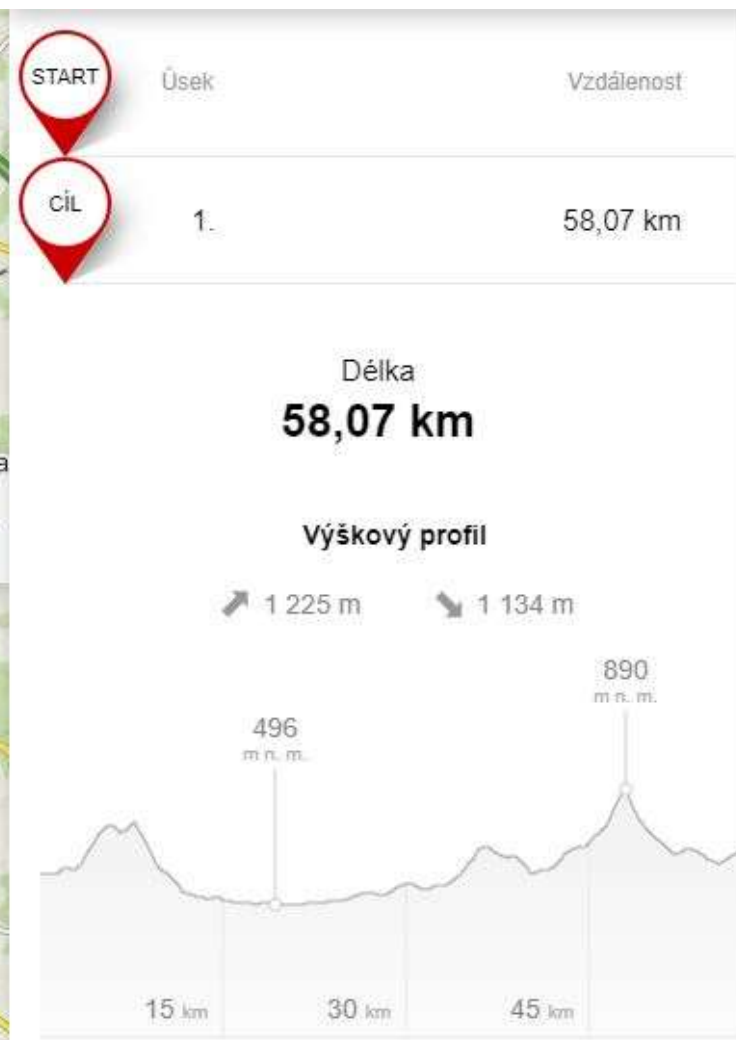 START Úsek Vzdálenost
CÍL 1. 58,07 km
Délka
58,07 km
Výškový profil
1 225 m 1 134 m
890
m n. m.
496
m n. m.
15 km 30 km 45 km
a